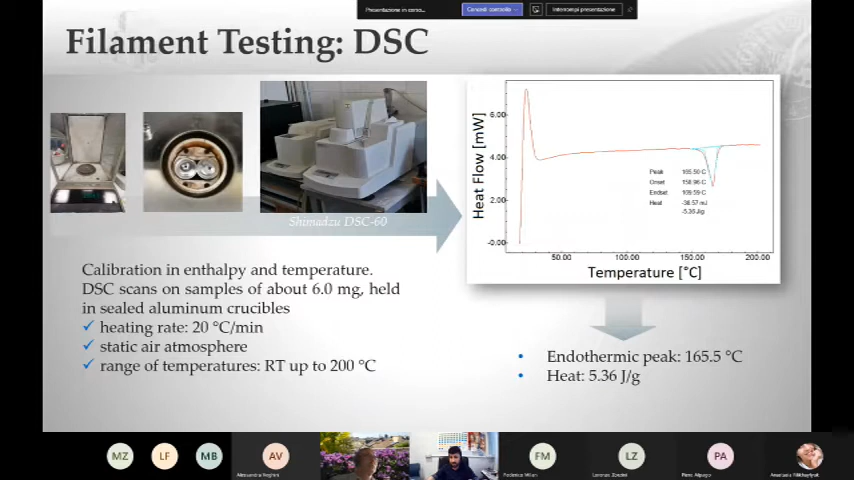 Presentazione in corso...
Interrompi presentazione
Filament Testing: DSC
Shimadzu DSC-60
Calibration in enthalpy and temperature.
DSC scans on samples of about 6.0 mg, held
in sealed aluminum crucibles
✓ heating rate: 20 °C/min
✓ static air atmosphere
✓ range of temperatures: RT up to 200 °C
Heat Flow [mW]
6.00
4.00
2.00
-0.00
Peak 165.50 C
Onset 158.96 C
Endset 169.59 C
Heat -38.57 mJ
-5.36 J/g
50.00 100.00 150.00 200.00
Temperature [°C]
• Endothermic peak: 165.5 °C
• Heat: 5.36 J/g
MZ LF MB AV FM LZ PA